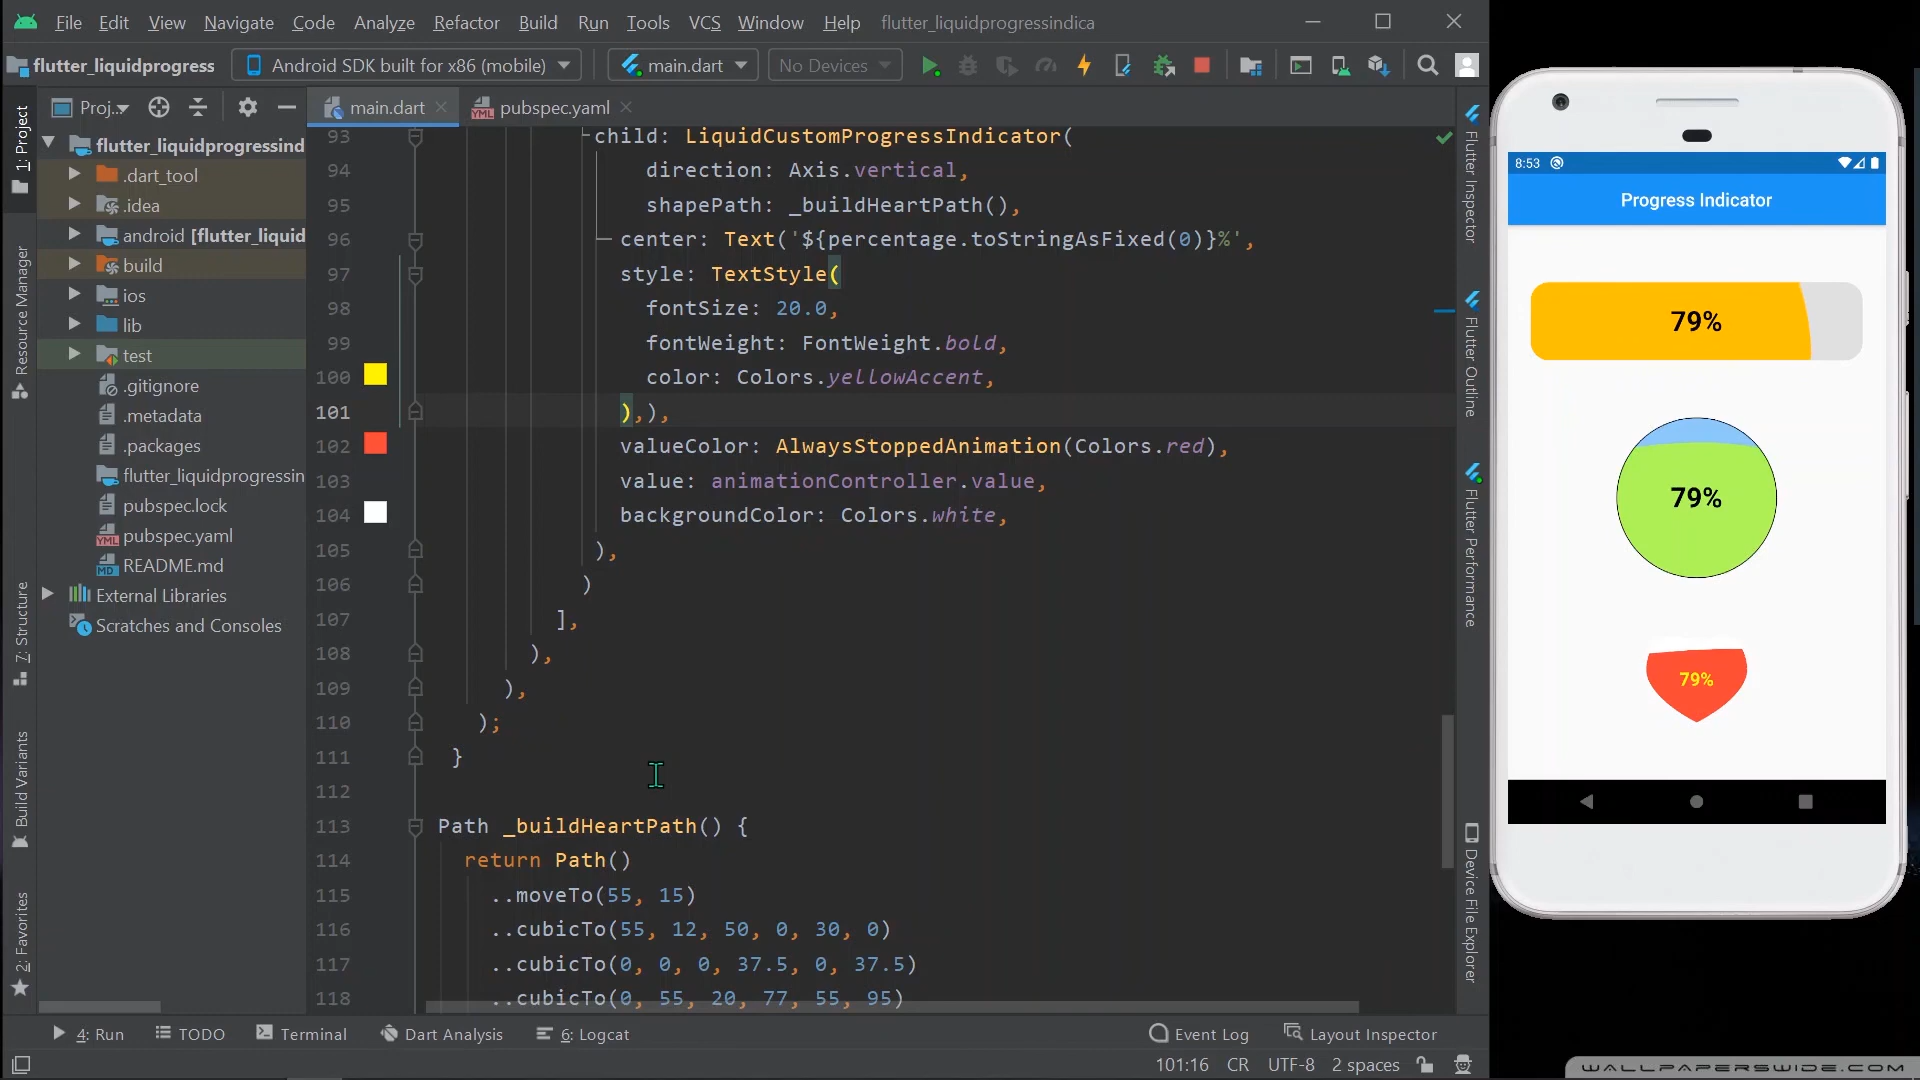 File Edit View Navigate Code Analyze Refactor Build Run Tools VCS Window Help flutter_liquidprogressindica
flutter_liquidprogress Android SDK built for x86 (mobile) main.dart No Devices
Proj... main.dart pubspec.yaml
1: Project
Resource Manager
7: Structure
Build Variants
2: Favorites
flutter_liquidprogressind
.dart_tool
.idea
android [flutter_liquid
build
ios
lib
test
.gitignore
.metadata
.packages
flutter_liquidprogressin
pubspec.lock
pubspec.yaml
README.md
External Libraries
Scratches and Consoles
93 child: LiquidCustomProgressIndicator(
94 direction: Axis.vertical,
95 shapePath: _buildHeartPath(),
96 center: Text('${percentage.toStringAsFixed(0)}%',
97 style: TextStyle(
98 fontSize: 20.0,
99 fontWeight: FontWeight.bold,
100 color: Colors.yellowAccent,
101 ),),
102 valueColor: AlwaysStoppedAnimation(Colors.red),
103 value: animationController.value,
104 backgroundColor: Colors.white,
105 ),
106 )
107 ],
108 ),
109 ),
110 );
111 }
112
113 Path _buildHeartPath() {
114 return Path()
115 ..moveTo(55, 15)
116 ..cubicTo(55, 12, 50, 0, 30, 0)
117 ..cubicTo(0, 0, 0, 37.5, 0, 37.5)
118 ..cubicTo(0, 55, 20, 77, 55, 95)
Flutter Inspector
Flutter Outline
Flutter Performance
Device File Explorer
8:53
Progress Indicator
79%
79%
79%
4: Run TODO Terminal Dart Analysis 6: Logcat Event Log Layout Inspector
101:16 CR UTF-8 2 spaces
WALLPAPERSWIDE.COM